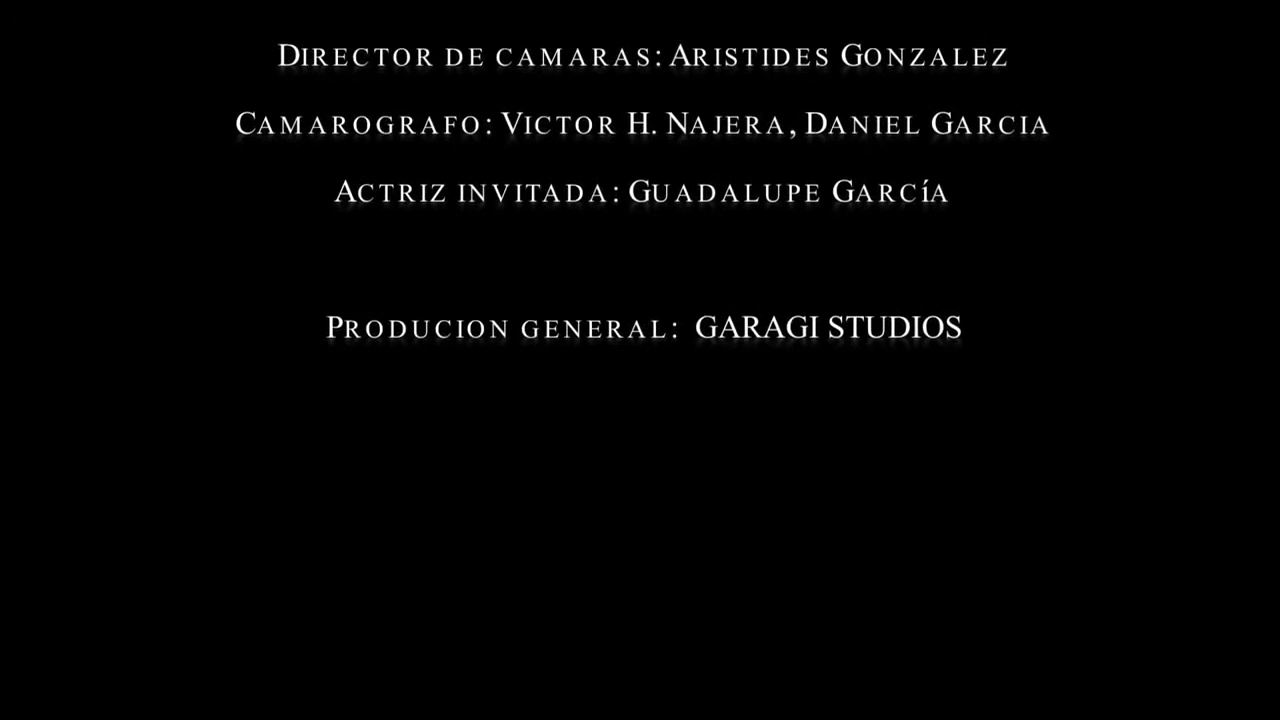 Director de camaras: Aristides Gonzalez
Camarografo: Victor H. Najera, Daniel Garcia
Actriz invitada: Guadalupe García
Producion general: GARAGI STUDIOS